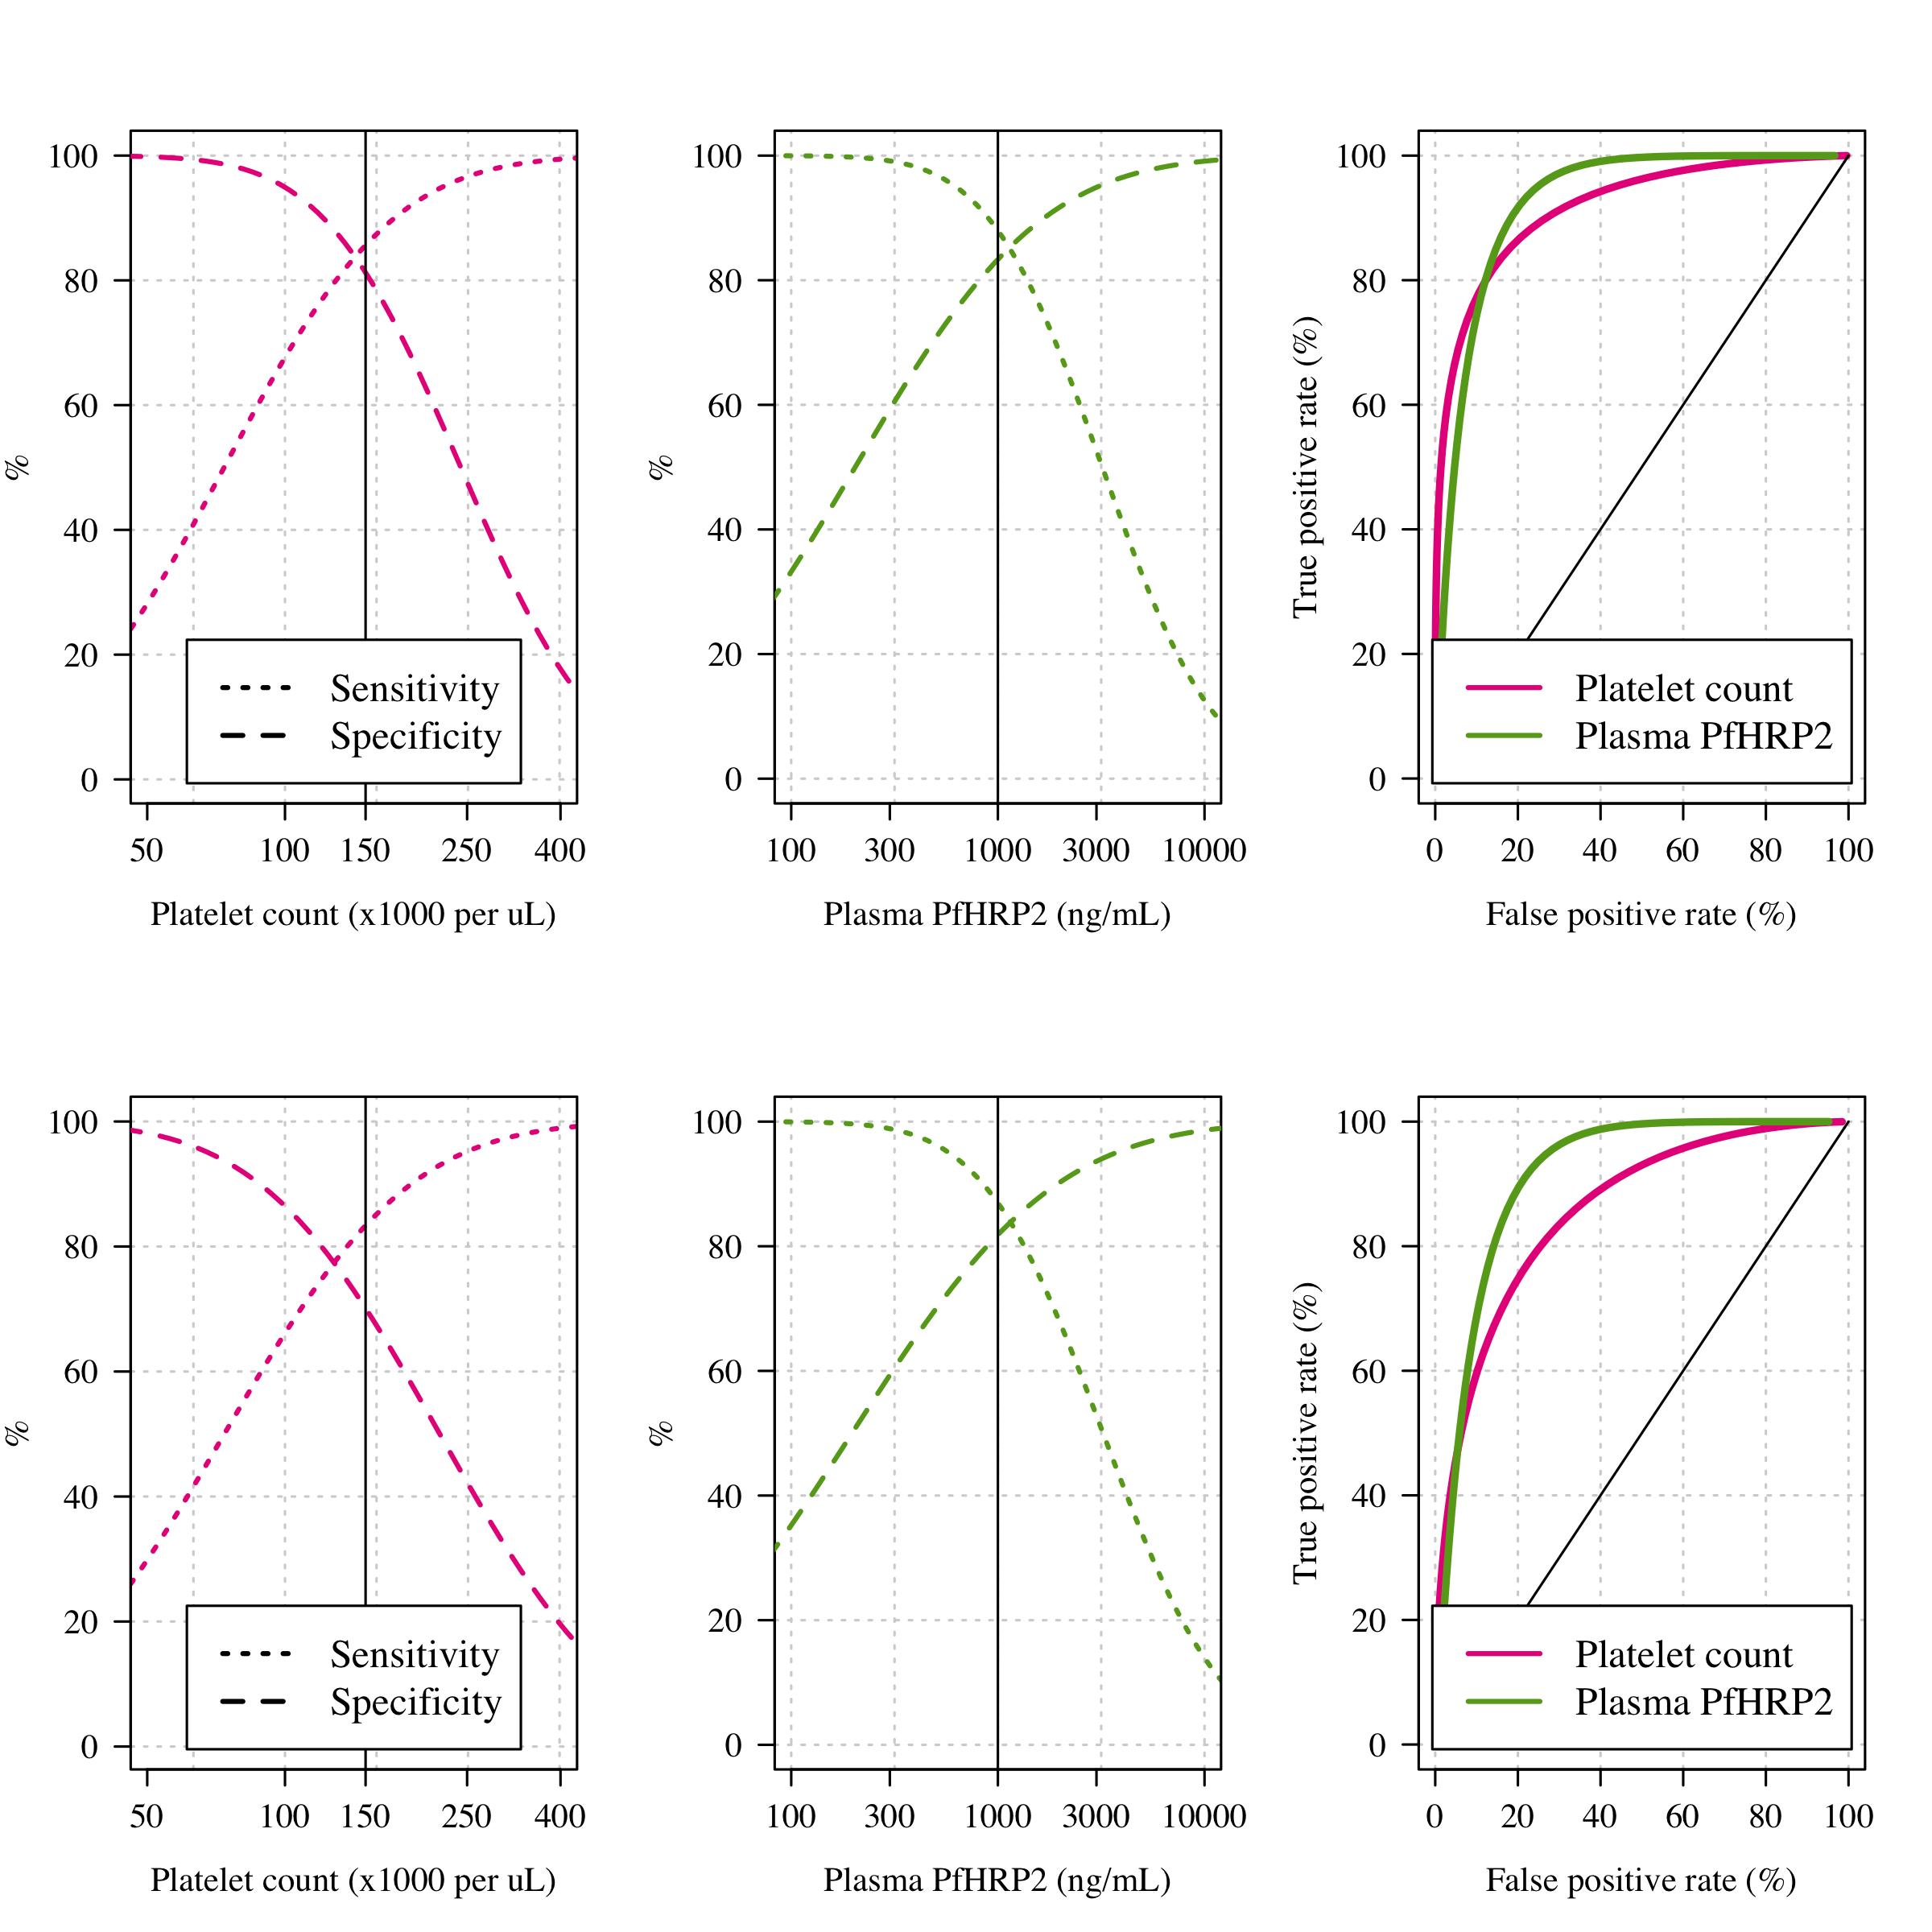 100
80
60
40
20
0
%
Sensitivity
Specificity
50 100 150 250 400
Platelet count (x1000 per uL)
100
80
60
40
20
0
%
100 300 1000 3000 10000
Plasma PfHRP2 (ng/mL)
100
80
60
40
20
0
True positive rate (%)
Platelet count
Plasma PfHRP2
0 20 40 60 80 100
False positive rate (%)
100
80
60
40
20
0
%
Sensitivity
Specificity
50 100 150 250 400
Platelet count (x1000 per uL)
100
80
60
40
20
0
%
100 300 1000 3000 10000
Plasma PfHRP2 (ng/mL)
100
80
60
40
20
0
True positive rate (%)
Platelet count
Plasma PfHRP2
0 20 40 60 80 100
False positive rate (%)